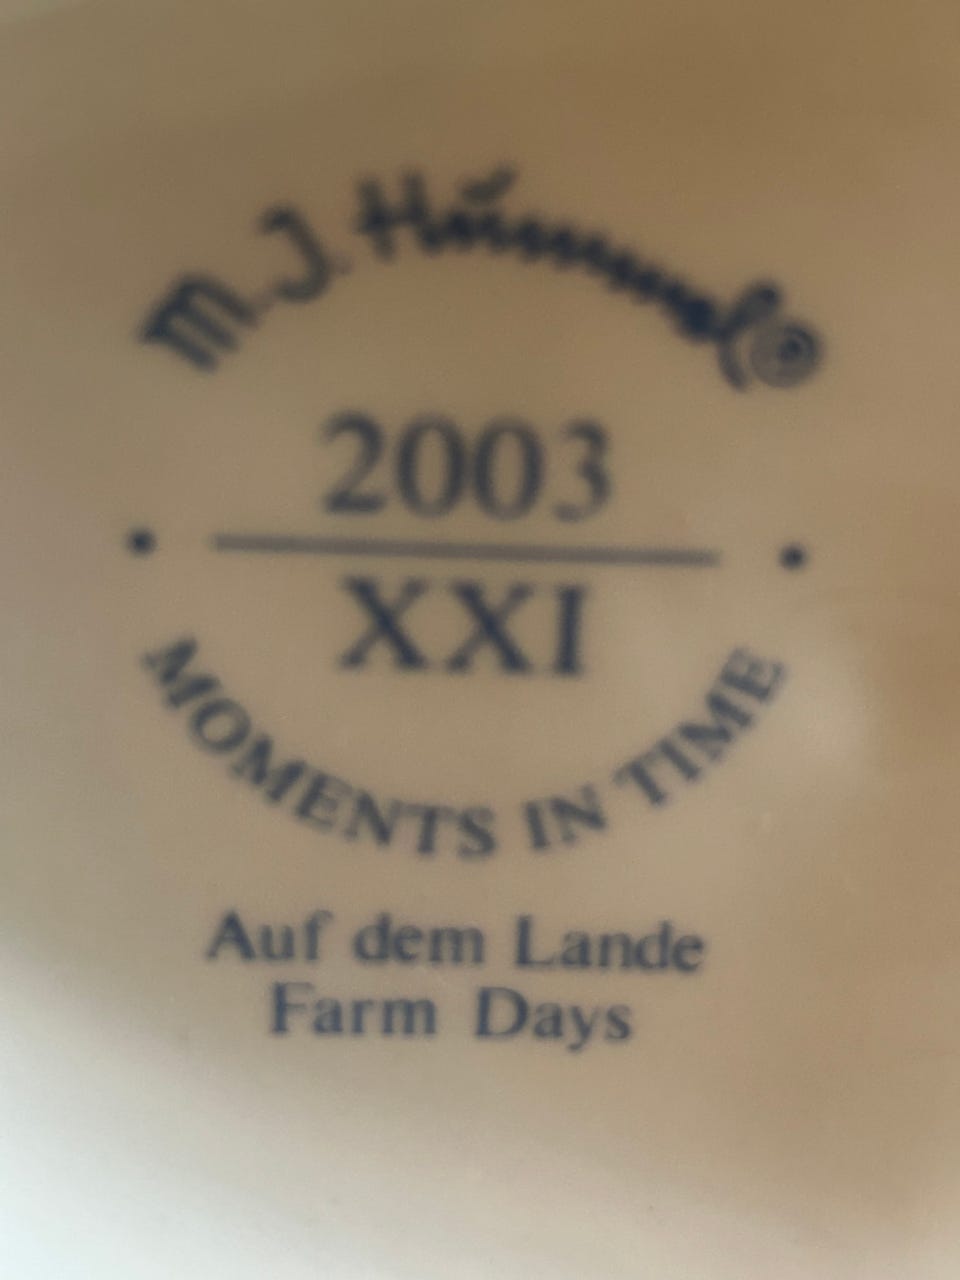 M.J. Hummel®
2003
XXI
MOMENTS IN TIME
Auf dem Lande
Farm Days